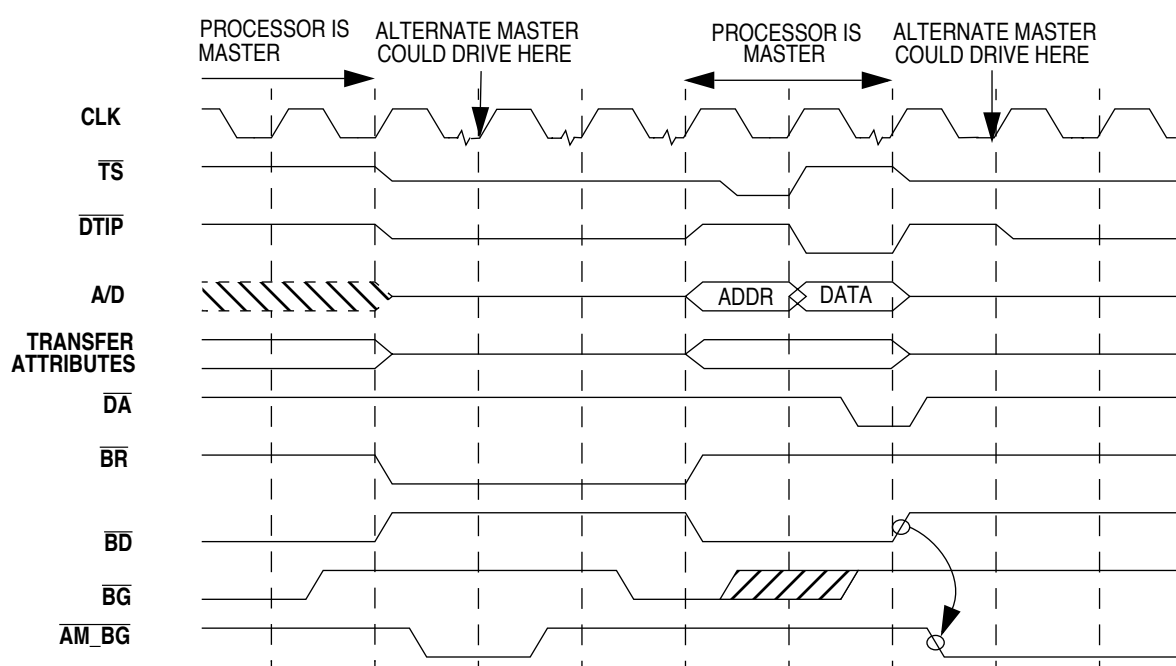 PROCESSOR IS
MASTER
ALTERNATE MASTER
COULD DRIVE HERE
PROCESSOR IS
MASTER
ALTERNATE MASTER
COULD DRIVE HERE
CLK
TS
DTIP
A/D
ADDR
DATA
TRANSFER
ATTRIBUTES
DA
BR
BD
BG
AM_BG